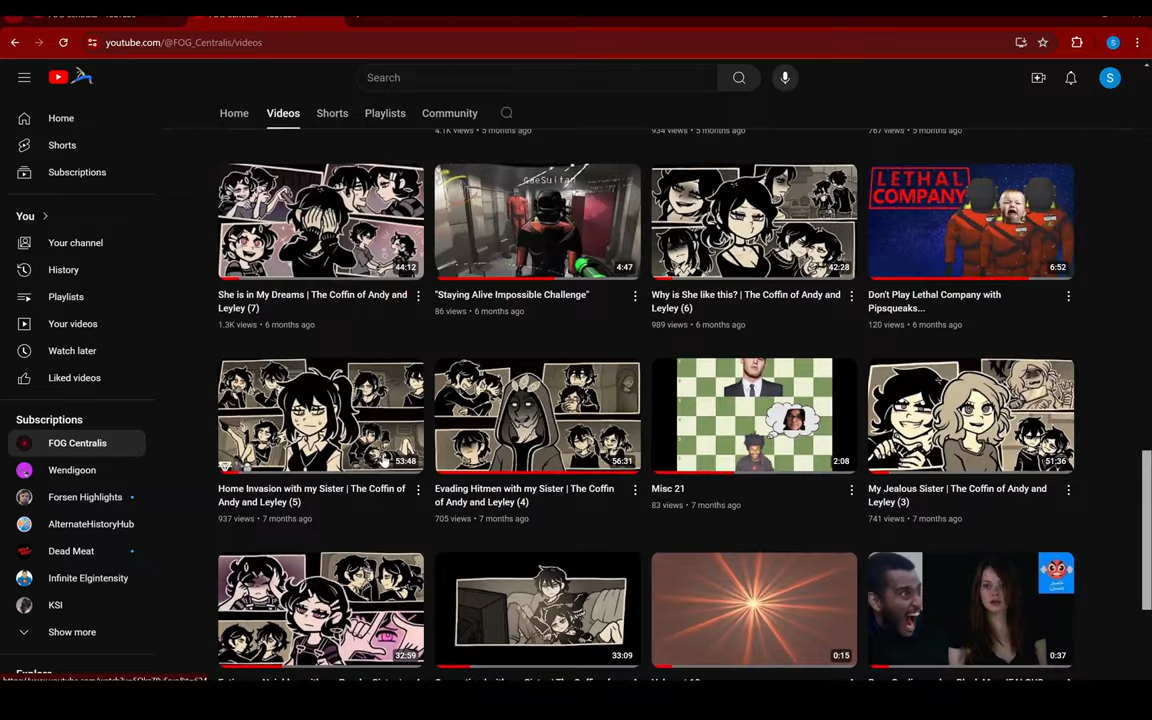 youtube.com/@FOG_Centralis/videos
S
Search
S
Home
Videos
Shorts
Playlists
Community
Home
Shorts
Subscriptions
You
Your channel
History
Playlists
Your videos
Watch later
Liked videos
Subscriptions
FOG Centralis
Wendigoon
Forsen Highlights
AlternateHistoryHub
Dead Meat
Infinite Elgintensity
KSI
Show more
4.1K views • 5 months ago
934 views • 5 months ago
767 views • 5 months ago
44:12
GaeSultan
4:47
42:28
LETHAL
COMPANY
6:52
She is in My Dreams | The Coffin of Andy and
Leyley (7)
1.3K views • 6 months ago
"Staying Alive Impossible Challenge"
86 views • 6 months ago
Why is She like this? | The Coffin of Andy and
Leyley (6)
989 views • 6 months ago
Don't Play Lethal Company with
Pipsqueaks...
120 views • 6 months ago
53:48
56:31
2:08
51:36
Home Invasion with my Sister | The Coffin of
Andy and Leyley (5)
937 views • 7 months ago
Evading Hitmen with my Sister | The Coffin
of Andy and Leyley (4)
705 views • 7 months ago
Misc 21
83 views • 7 months ago
My Jealous Sister | The Coffin of Andy and
Leyley (3)
741 views • 7 months ago
32:59
33:09
0:15
0:37